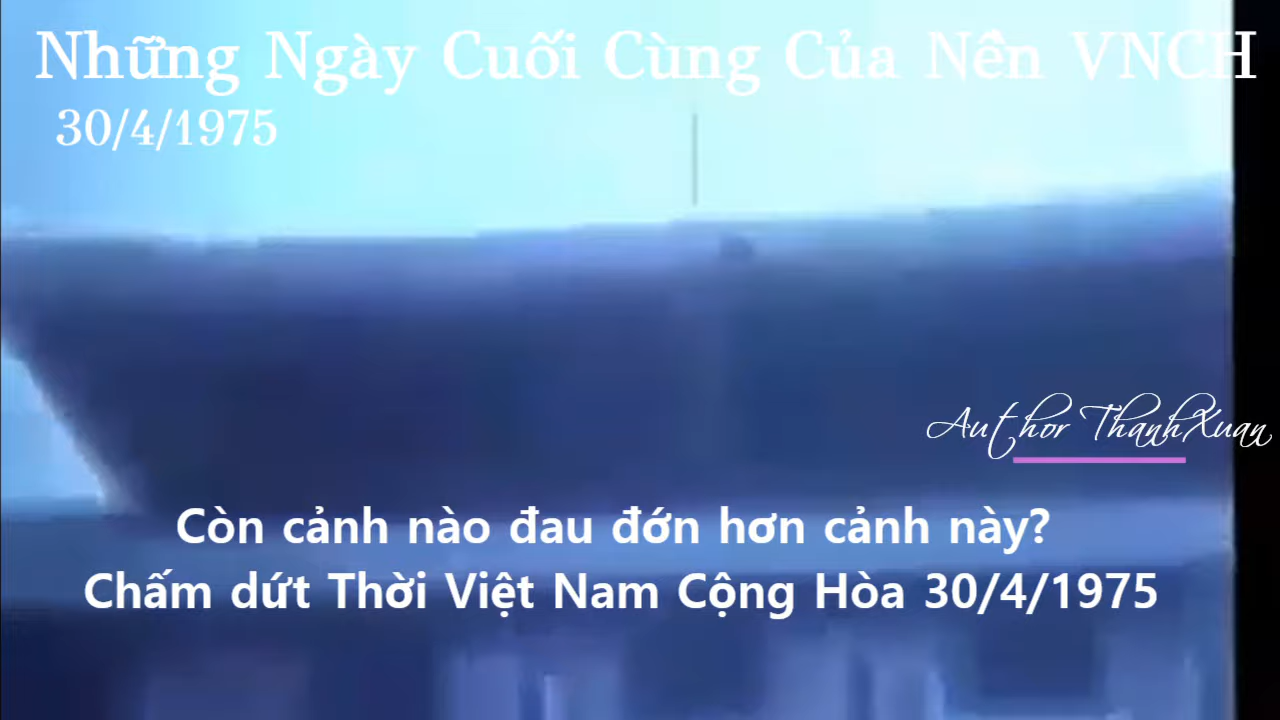 Những Ngày Cuối Cùng Của Nền VNCH
30/4/1975
Author ThanhXuan
Còn cảnh nào đau đớn hơn cảnh này?
Chấm dứt Thời Việt Nam Cộng Hòa 30/4/1975